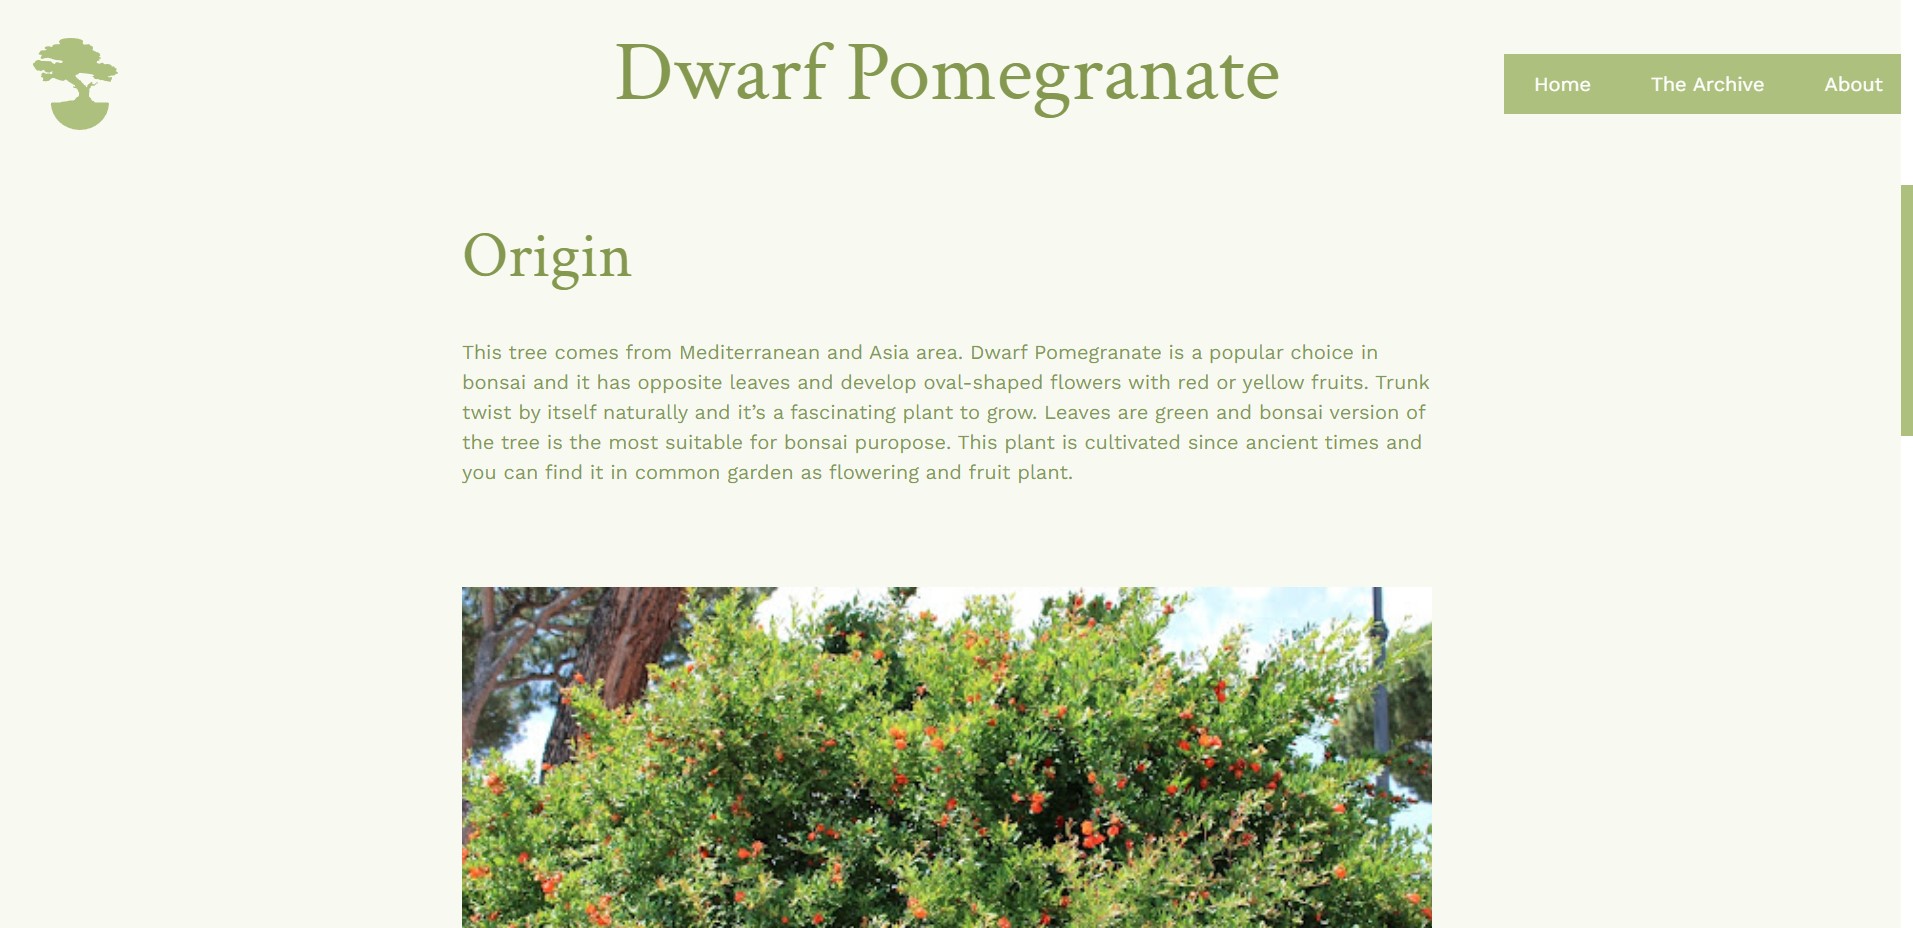 Dwarf Pomegranate
Home
The Archive
About
Origin
This tree comes from Mediterranean and Asia area. Dwarf Pomegranate is a popular choice in
bonsai and it has opposite leaves and develop oval-shaped flowers with red or yellow fruits. Trunk
twist by itself naturally and it’s a fascinating plant to grow. Leaves are green and bonsai version of
the tree is the most suitable for bonsai puropose. This plant is cultivated since ancient times and
you can find it in common garden as flowering and fruit plant.